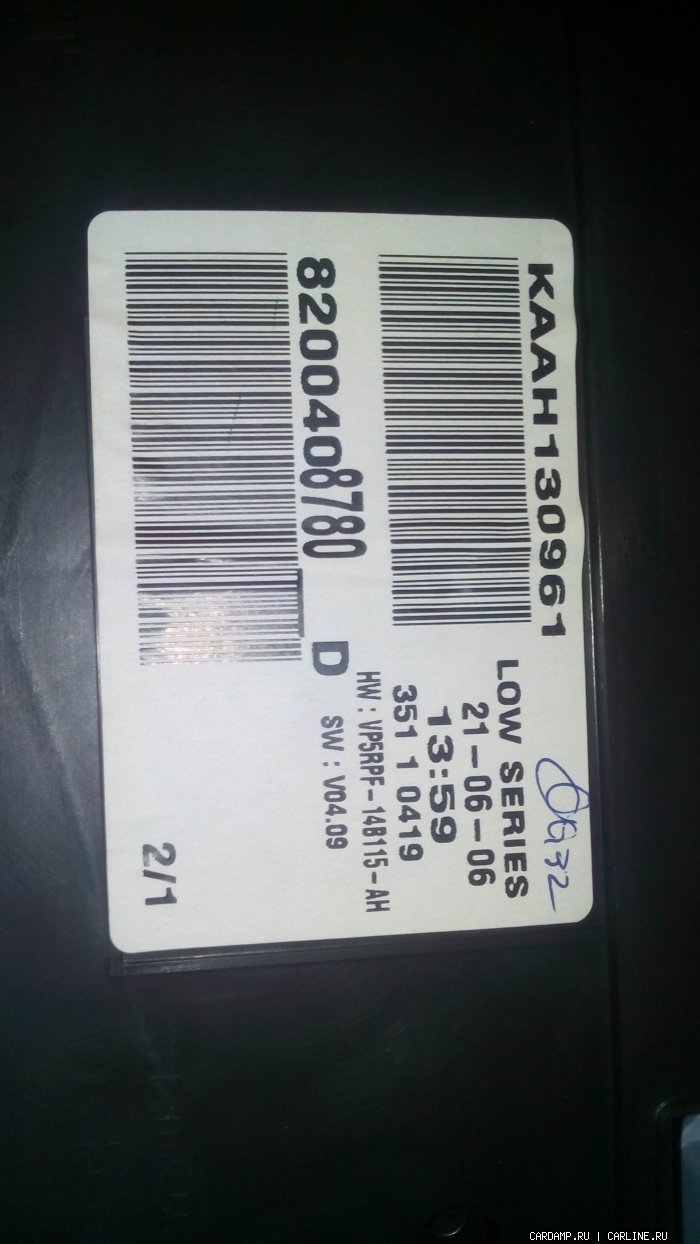 KAAH130961
LOW SERIES
21-06-06
13:59
351 1 0419
HW : VP5RPF-14B115-AH
8200408780 D
SW : V04.09
2/1
CARDAMP.RU | CARLINE.RU